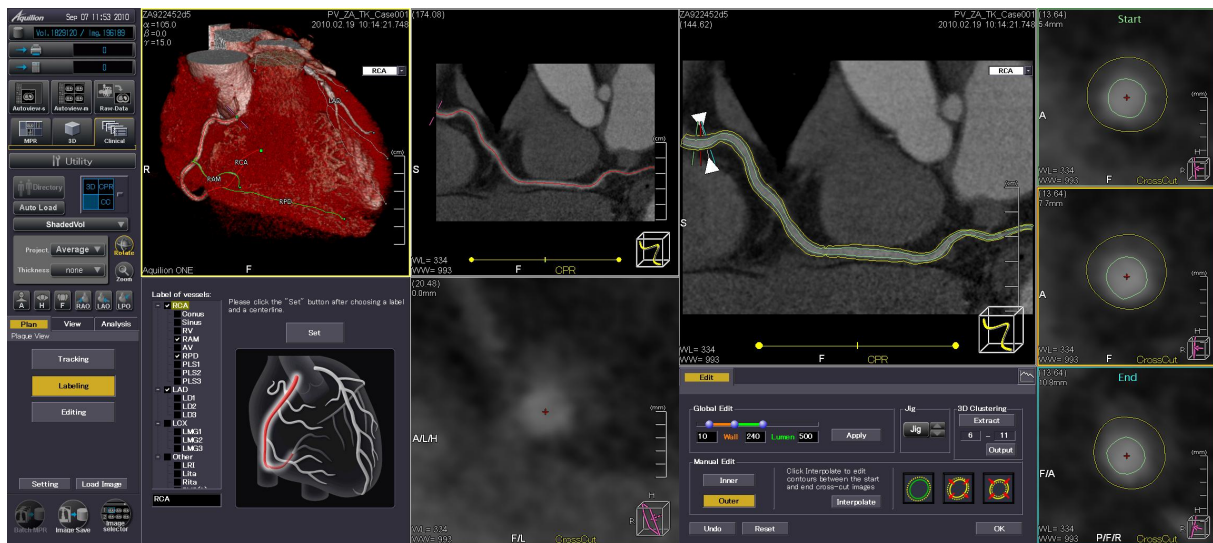 Aquilion Sep 07 11:53 2010
Vol.1829120 / Img.196189
0
0
Autoview-s Autoview-m Raw-Data
MPR 3D Clinical
Utility
Directory
Auto Load
3D CPR
CC
ShadedVol
Project. Average
Thickness none
Rotate
Zoom
A H F RAO LAO LPO
Plan View Analysis
Plaque View
Tracking
Labeling
Editing
Setting Load Image
Batch MPR Image Save Image selector
ZA922452d5 PV_ZA_TK_Case001
α=105.0 2010.02.19 10:14:21.748
β=0.0
γ=15.0
RCA
LAD
R
RCA
RAM
RPD
(cm)
Aquilion ONE F
(174.08)
RCA
S
(cm)
WL= 334
WW= 993 F CPR
Label of vessels:
RCA
Conus
Sinus
RV
RAM
AV
RPD
PLS1
PLS2
PLS3
LAD
LD1
LD2
LD3
LCX
LMG1
LMG2
LMG3
Other
LRI
Lita
Rita
RCA
Please click the "Set" button after choosing a label
and a centerline.
Set
(20.48)
0.0mm
A/L/H
(mm)
WL= 334
WW= 993 F/L CrossCut
H
R
ZA922452d5 PV_ZA_TK_Case001
(144.62) 2010.02.19 10:14:21.748
RCA
S
(cm)
WL= 334
WW= 993 F CPR
Edit
Global Edit
10 Wall 240 Lumen 500 Apply
Jig
Jig
3D Clustering
Extract
6 - 11
Output
Manual Edit
Inner
Outer
Click Interpolate to edit
contours between the start
and end cross-cut images
Interpolate
Undo Reset OK
(13.64) Start
5.4mm
(mm)
A
WL= 334
WW= 993 F CrossCut
H
R
(13.64)
7.7mm
(mm)
A
WL= 334
WW= 993 F CrossCut
H
R
(13.64) End
10.8mm
(mm)
F/A
WL= 334
WW= 993 P/F/R CrossCut
H
R